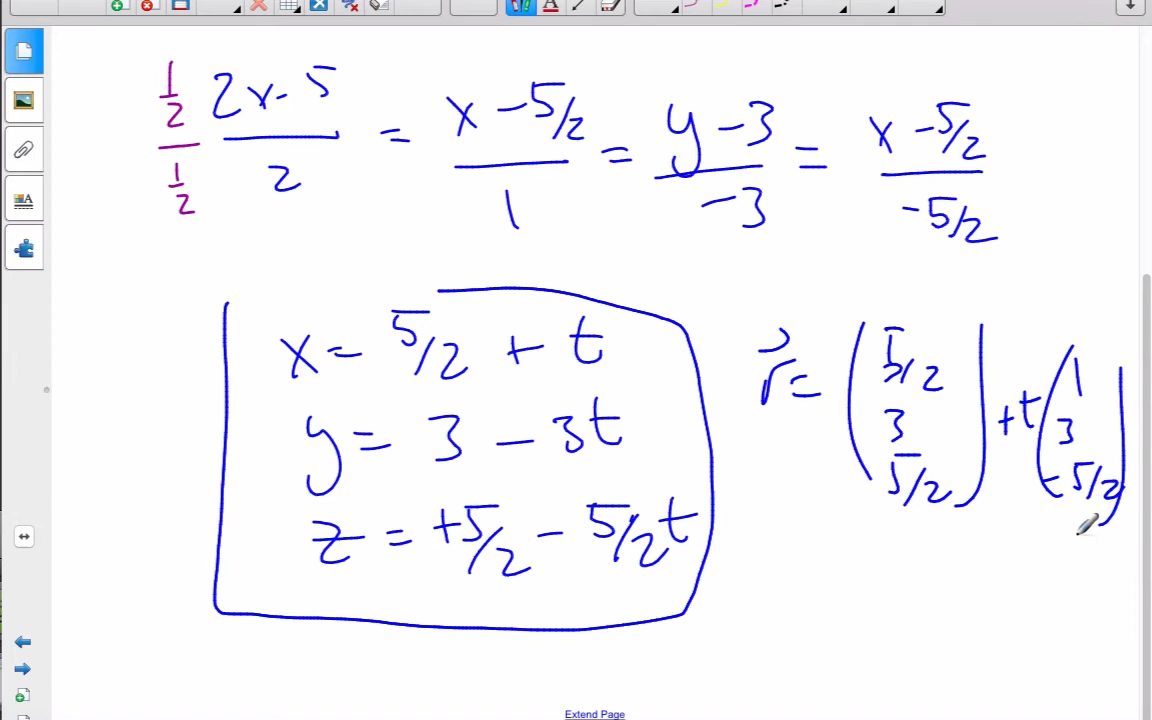 ½/½ (2x - 5)/2 = (x - 5/2)/1 = (y - 3)/-3 = (x - 5/2)/(-5/2)
x = 5/2 + t
y = 3 - 3t
z = +5/2 - 5/2 t
r⃗ = (5/2, 3, 5/2) + t (1, 3, -5/2)
Extend Page